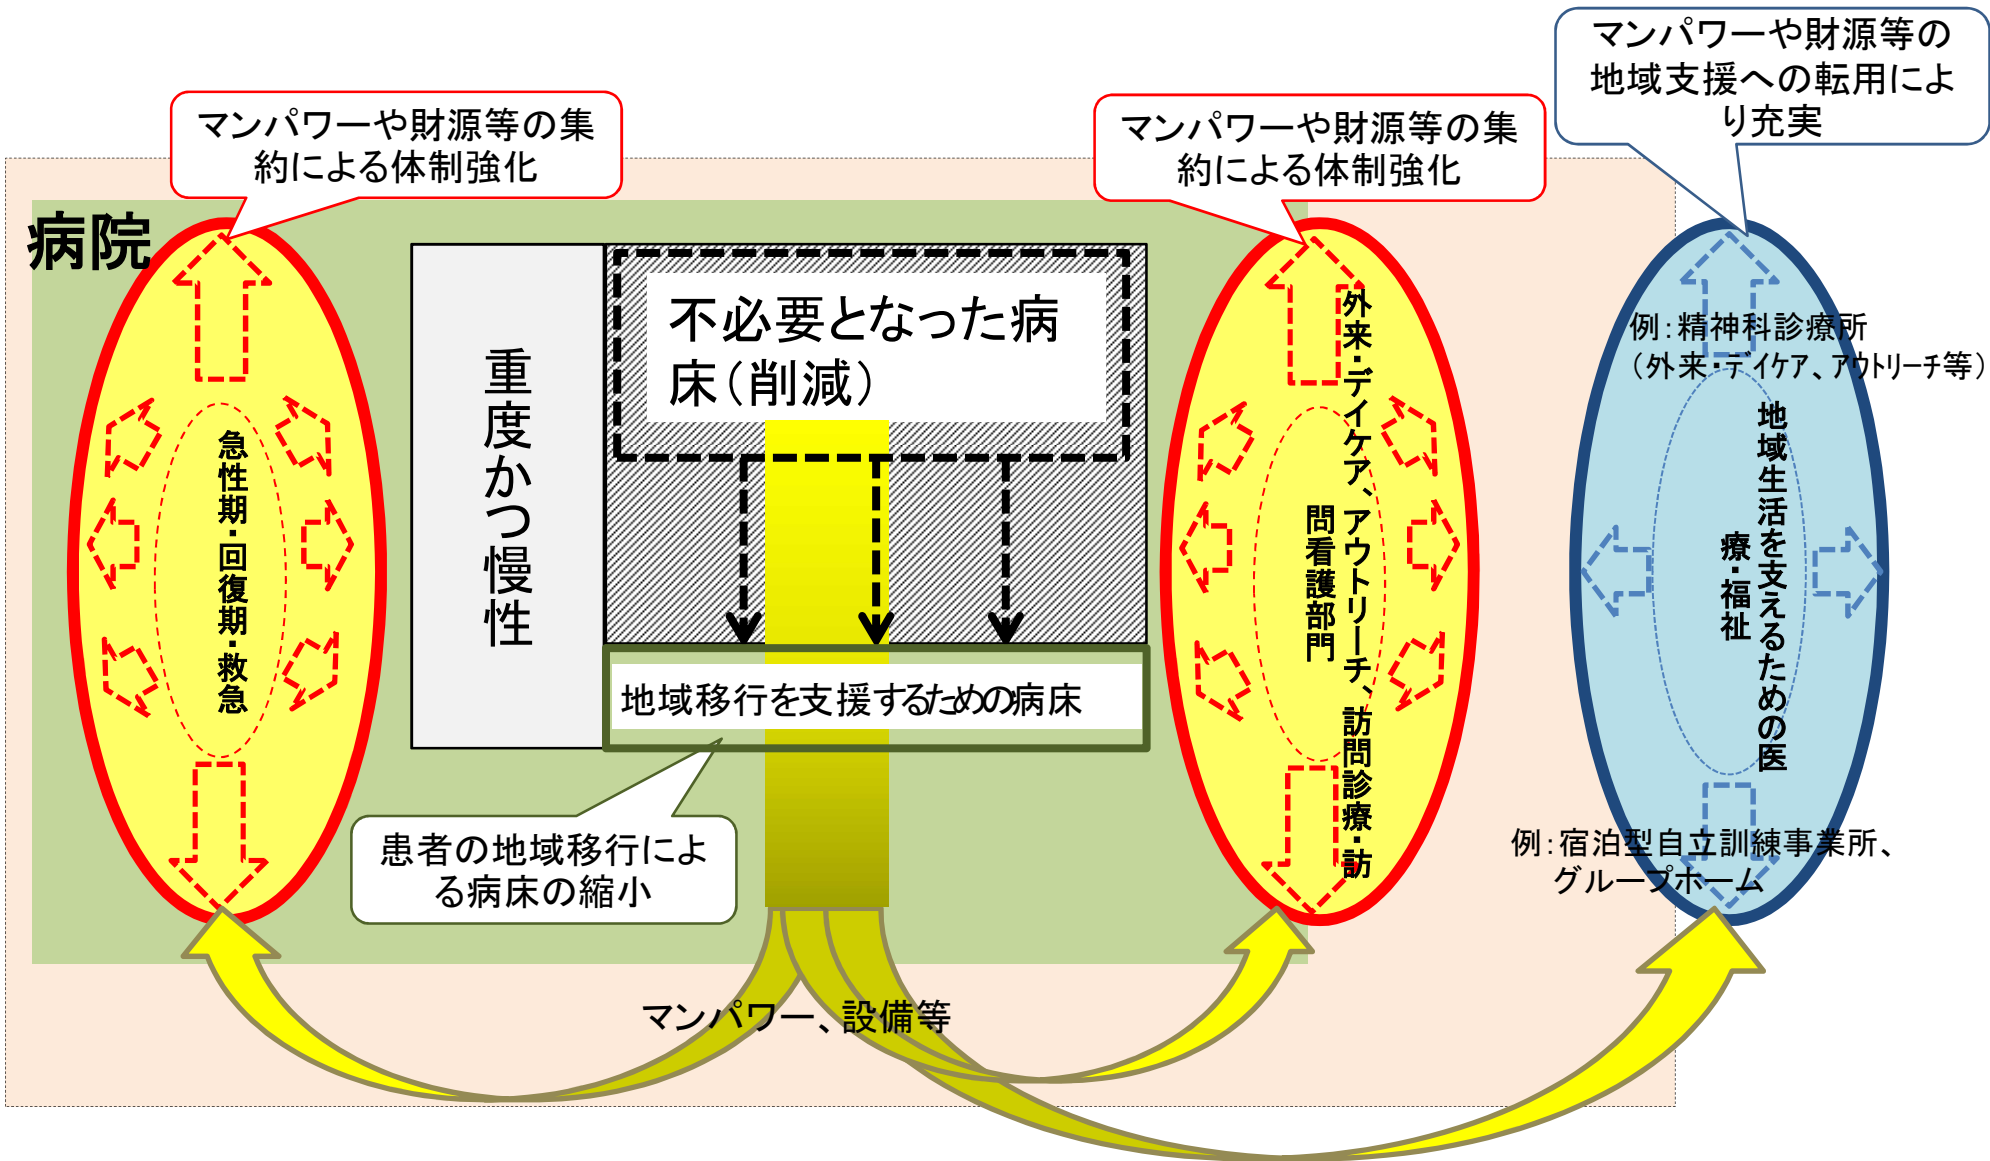 マンパワーや財源等の
地域支援への転用によ
り充実
マンパワーや財源等の集
約による体制強化
マンパワーや財源等の集
約による体制強化
病院
急性期・回復期・救急
重度かつ慢性
不必要となった病
床（削減）
地域移行を支援するための病床
患者の地域移行によ
る病床の縮小
外来・デイケア、アウトリーチ、訪問診療・訪
問看護部門
例：精神科診療所
（外来・デイケア、アウトリーチ等）
地域生活を支えるための医
療・福祉
例：宿泊型自立訓練事業所、
グループホーム
マンパワー、設備等